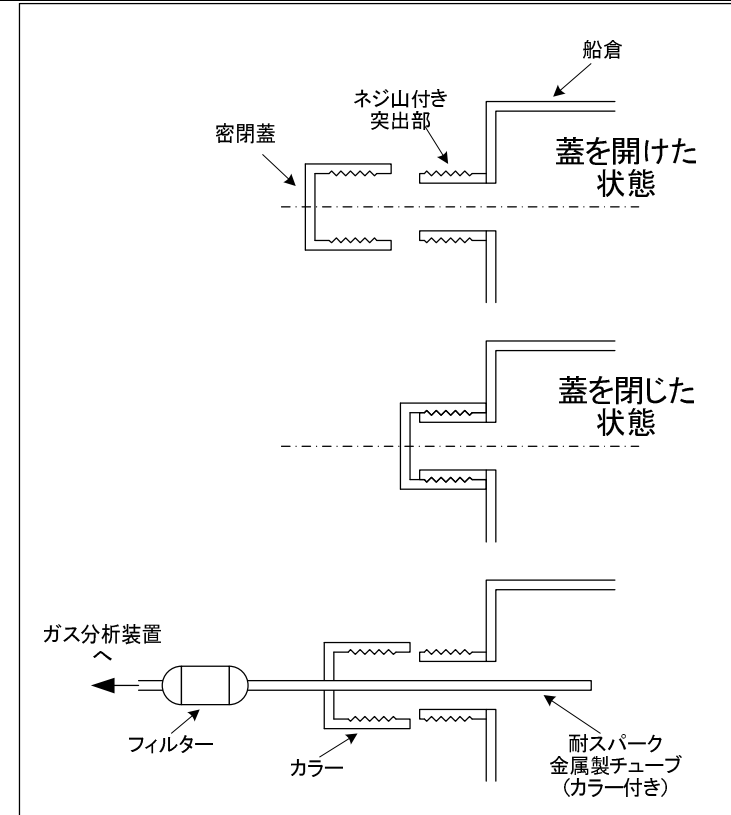 船倉
ネジ山付き
突出部
密閉蓋
蓋を開けた
状態
蓋を閉じた
状態
ガス分析装置
へ
フィルター
カラー
耐スパーク
金属製チューブ
(カラー付き)